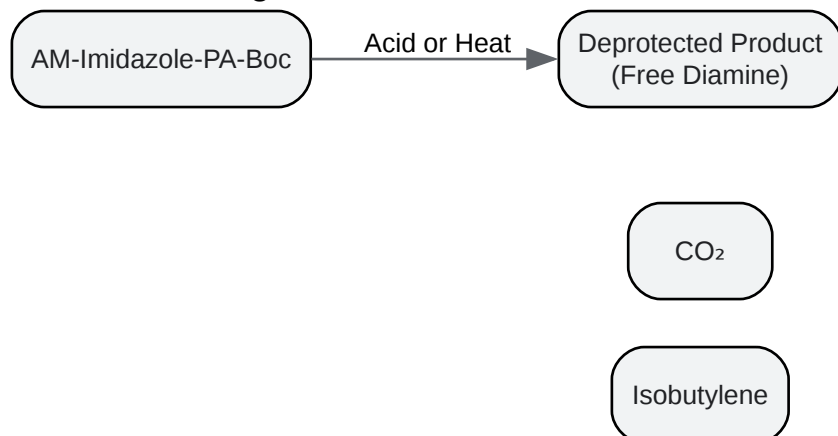 AM-Imidazole-PA-Boc
Acid or Heat
Deprotected Product
(Free Diamine)
CO₂
Isobutylene